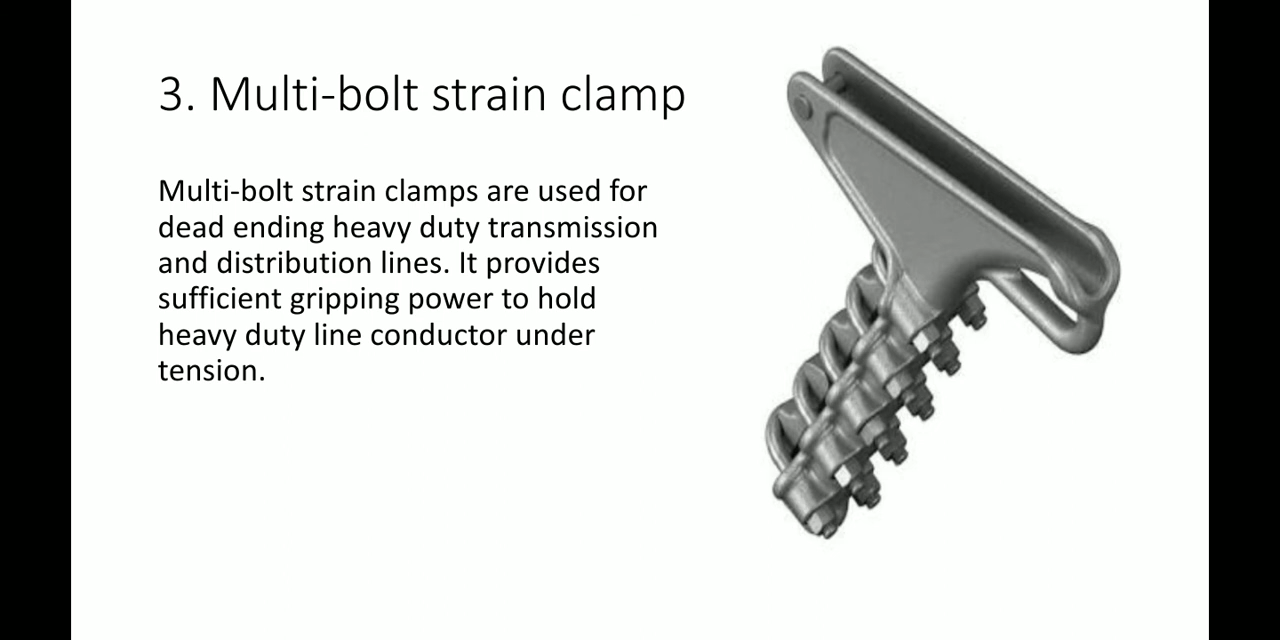 3. Multi-bolt strain clamp
Multi-bolt strain clamps are used for
dead ending heavy duty transmission
and distribution lines. It provides
sufficient gripping power to hold
heavy duty line conductor under
tension.